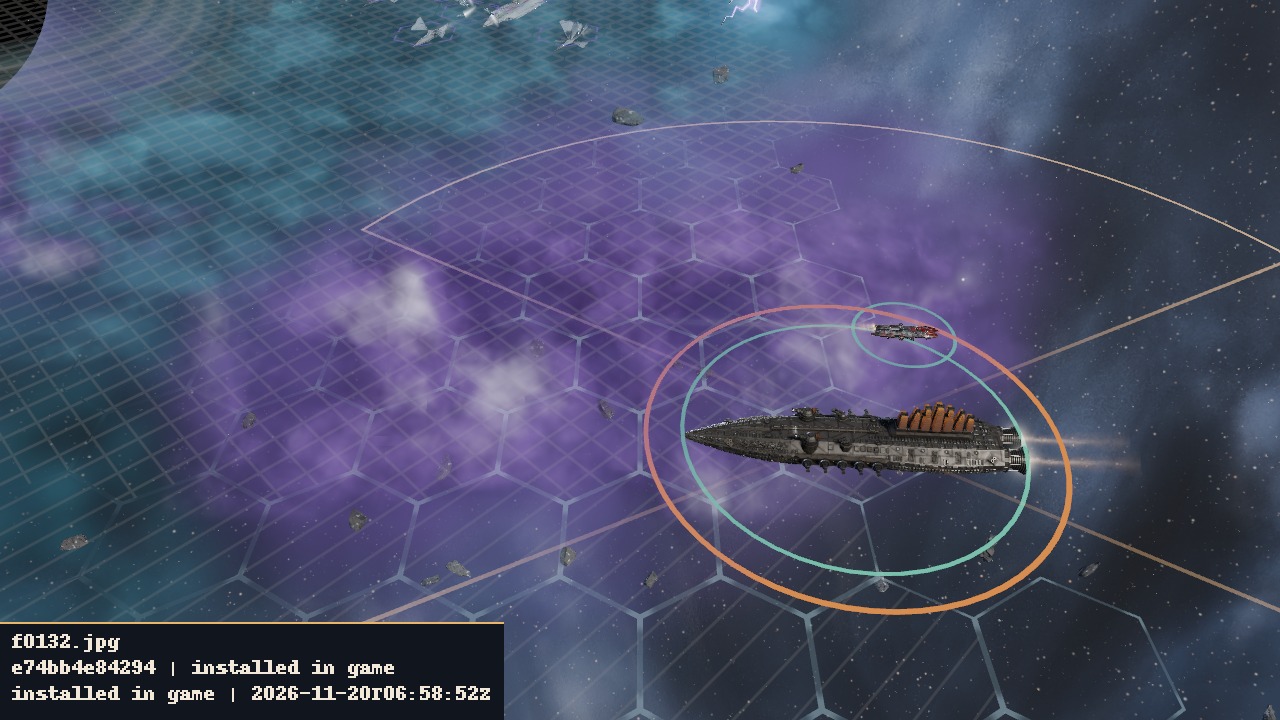 f0132.jpg
e74bb4e84294 | installed in game
installed in game | 2026-11-20T06:58:52z